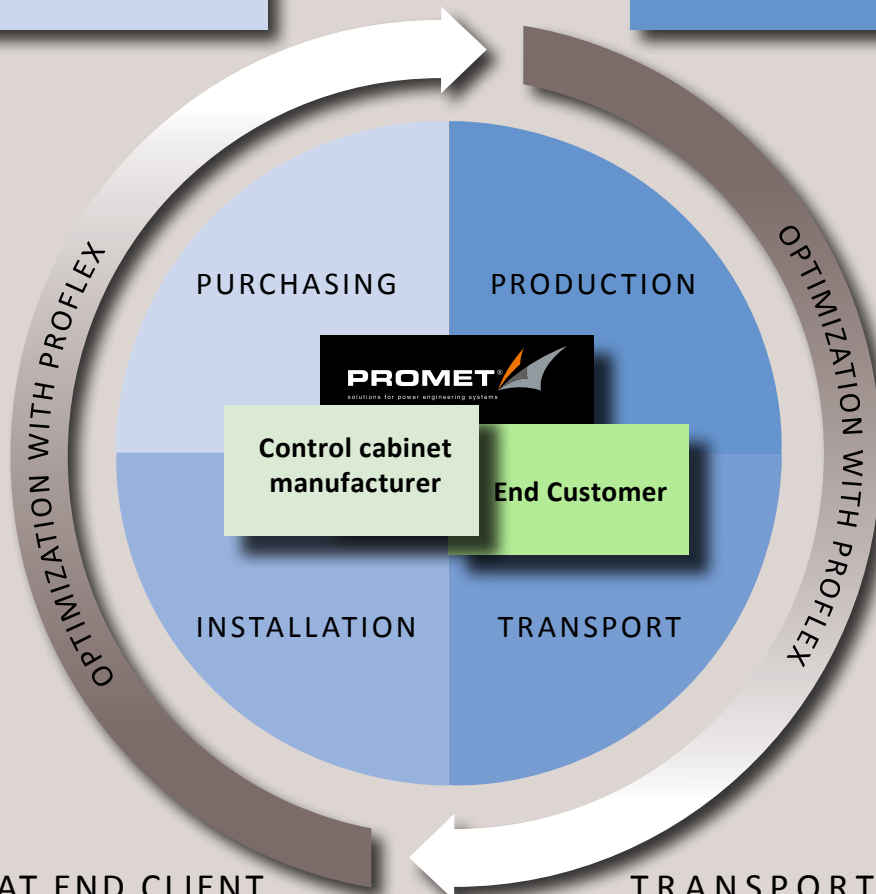 OPTIMIZATION WITH PROFLEX
OPTIMIZATION WITH PROFLEX
PURCHASING
PRODUCTION
PROMET®
solutions for power engineering systems
Control cabinet
manufacturer
End Customer
INSTALLATION
TRANSPORT
AT END CLIENT
TRANSPORT